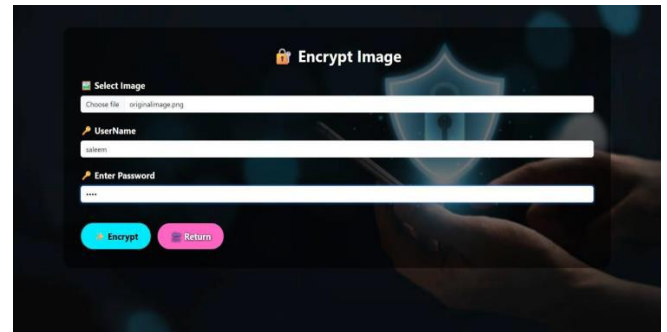 Encrypt Image
Select Image
Choose file originalimage.png
UserName
saleem
Enter Password
••••
Encrypt Return